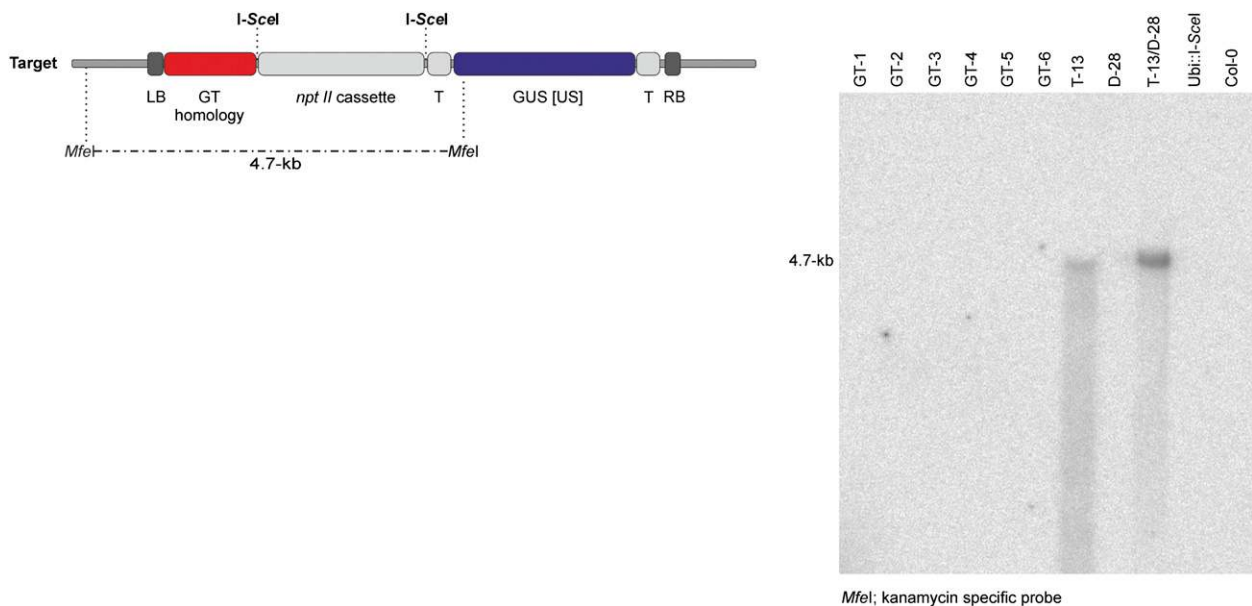 I-SceI I-SceI
Target
LB GT npt II cassette T GUS [US] T RB
homology
MfeI MfeI
4.7-kb
GT-1 GT-2 GT-3 GT-4 GT-5 GT-6 T-13 D-28 T-13/D-28 Ubi::I-SceI Col-0
4.7-kb
MfeI; kanamycin specific probe